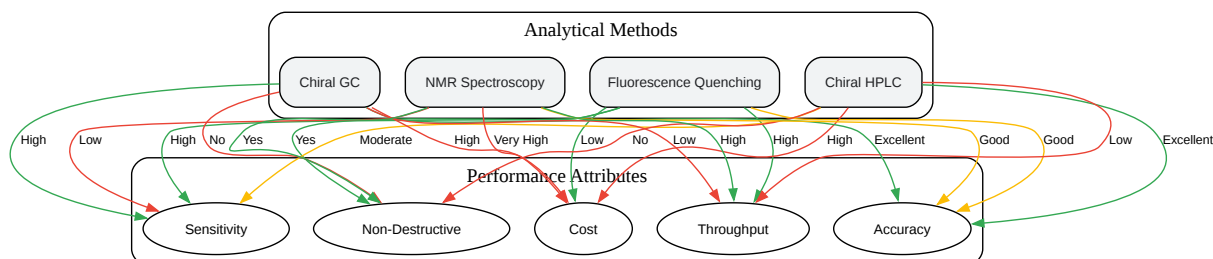 Analytical Methods
Chiral GC
NMR Spectroscopy
Fluorescence Quenching
Chiral HPLC
High
Low
High
No
Yes
Yes
Moderate
High
Very High
Low
No
Low
High
High
High
Excellent
Good
Good
Low
Excellent
Performance Attributes
Sensitivity
Non-Destructive
Cost
Throughput
Accuracy